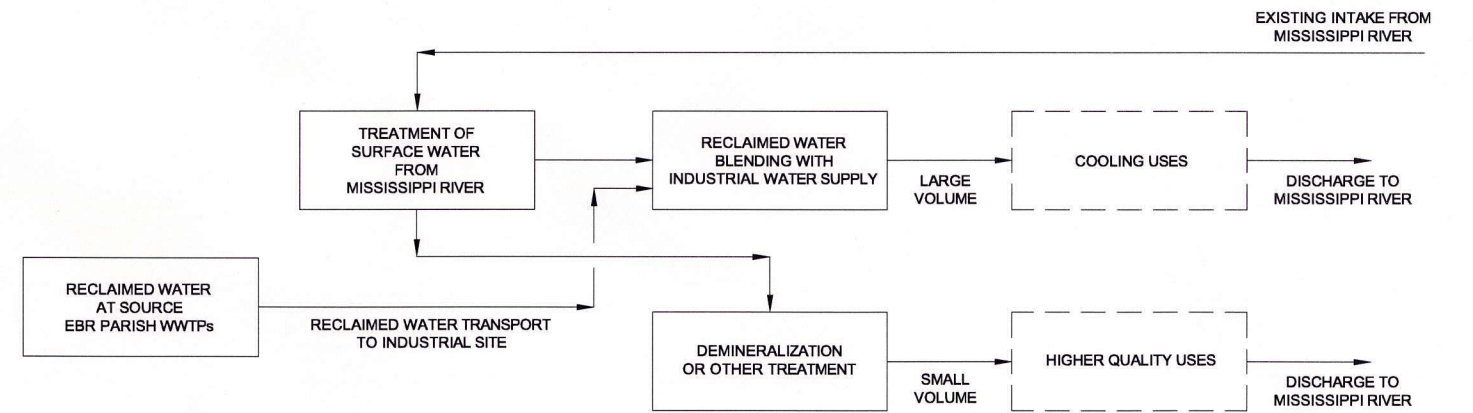 EXISTING INTAKE FROM
MISSISSIPPI RIVER
TREATMENT OF
SURFACE WATER
FROM
MISSISSIPPI RIVER
RECLAIMED WATER
BLENDING WITH
INDUSTRIAL WATER SUPPLY
LARGE
VOLUME
COOLING USES
DISCHARGE TO
MISSISSIPPI RIVER
RECLAIMED WATER
AT SOURCE
EBR PARISH WWTPs
RECLAIMED WATER TRANSPORT
TO INDUSTRIAL SITE
DEMINERALIZATION
OR OTHER TREATMENT
SMALL
VOLUME
HIGHER QUALITY USES
DISCHARGE TO
MISSISSIPPI RIVER